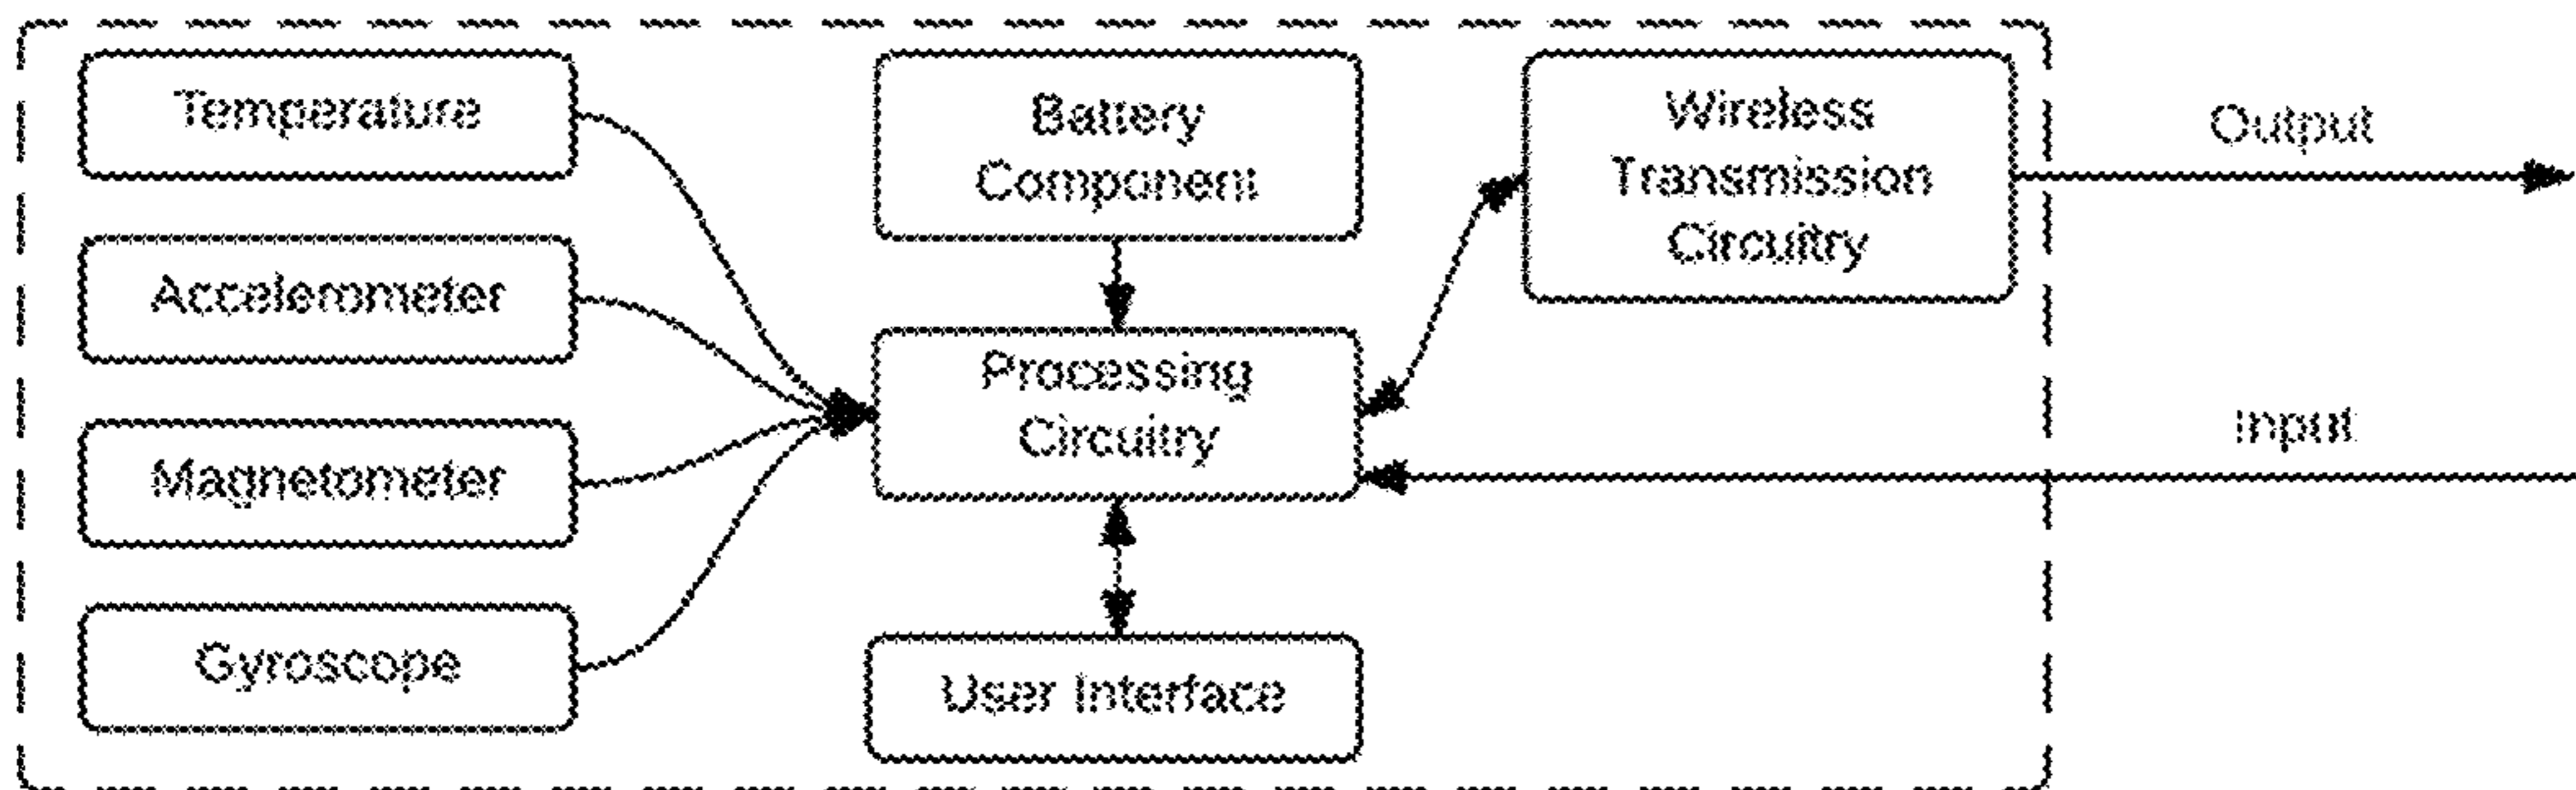 Temperature
Accelerometer
Magnetometer
Gyroscope
Battery
Component
Processing
Circuitry
User Interface
Wireless
Transmission
Circuitry
Output
Input